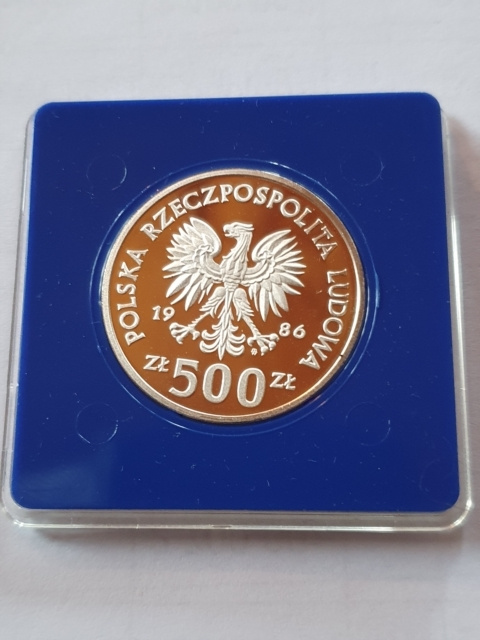 POLSKA RZECZPOSPOLITA LUDOWA
19 86
ZŁ 500 ZŁ